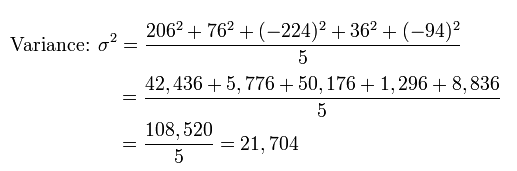 Variance: σ² = (206² + 76² + (−224)² + 36² + (−94)²) / 5
= (42,436 + 5,776 + 50,176 + 1,296 + 8,836) / 5
= 108,520 / 5 = 21,704